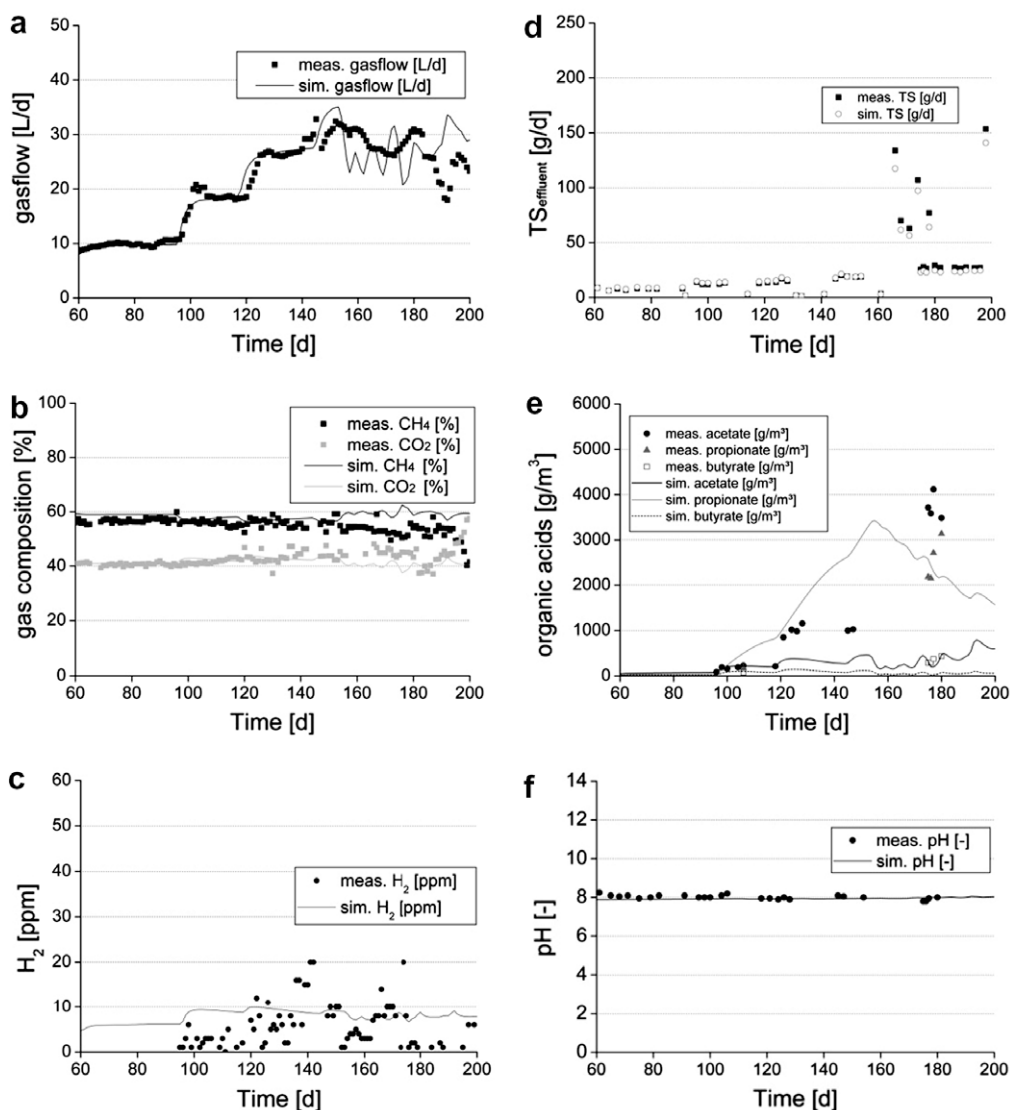 a
50
40
30
20
10
0
gasflow [L/d]
meas. gasflow [L/d]
sim. gasflow [L/d]
60 80 100 120 140 160 180 200
Time [d]
d
250
200
150
100
50
0
TSeffluent [g/d]
meas. TS [g/d]
sim. TS [g/d]
60 80 100 120 140 160 180 200
Time [d]
b
100
80
60
40
20
0
gas composition [%]
meas. CH₄ [%]
meas. CO₂ [%]
sim. CH₄ [%]
sim. CO₂ [%]
60 80 100 120 140 160 180 200
Time [d]
e
6000
5000
4000
3000
2000
1000
0
organic acids [g/m³]
meas. acetate [g/m³]
meas. propionate [g/m³]
meas. butyrate [g/m³]
sim. acetate [g/m³]
sim. propionate [g/m³]
sim. butyrate [g/m³]
60 80 100 120 140 160 180 200
Time [d]
c
60
50
40
30
20
10
0
H₂ [ppm]
meas. H₂ [ppm]
sim. H₂ [ppm]
60 80 100 120 140 160 180 200
Time [d]
f
14
12
10
8
6
4
2
0
pH [-]
meas. pH [-]
sim. pH [-]
60 80 100 120 140 160 180 200
Time [d]